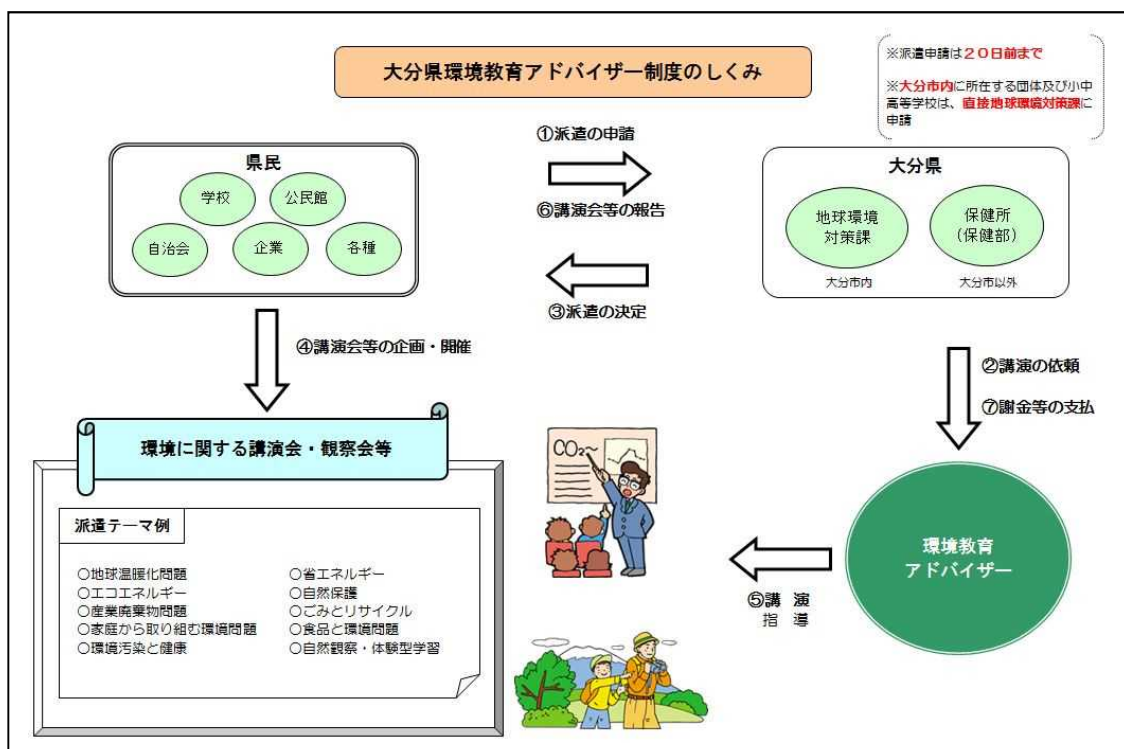 大分県環境教育アドバイザー制度のしくみ
※派遣申請は２０日前まで
※大分市内に所在する団体及び小中
高等学校は、直接地球環境対策課に
申請
県民
学校
公民館
自治会
企業
各種
①派遣の申請
⑥講演会等の報告
③派遣の決定
大分県
地球環境
対策課
保健所
(保健部)
大分市内
大分市以外
④講演会等の企画・開催
②講演の依頼
⑦謝金等の支払
環境に関する講演会・観察会等
派遣テーマ例
○地球温暖化問題
○エコエネルギー
○産業廃棄物問題
○家庭から取り組む環境問題
○環境汚染と健康
○省エネルギー
○自然保護
○ごみとリサイクル
○食品と環境問題
○自然観察・体験型学習
CO₂～
⑤講 演
指 導
環境教育
アドバイザー